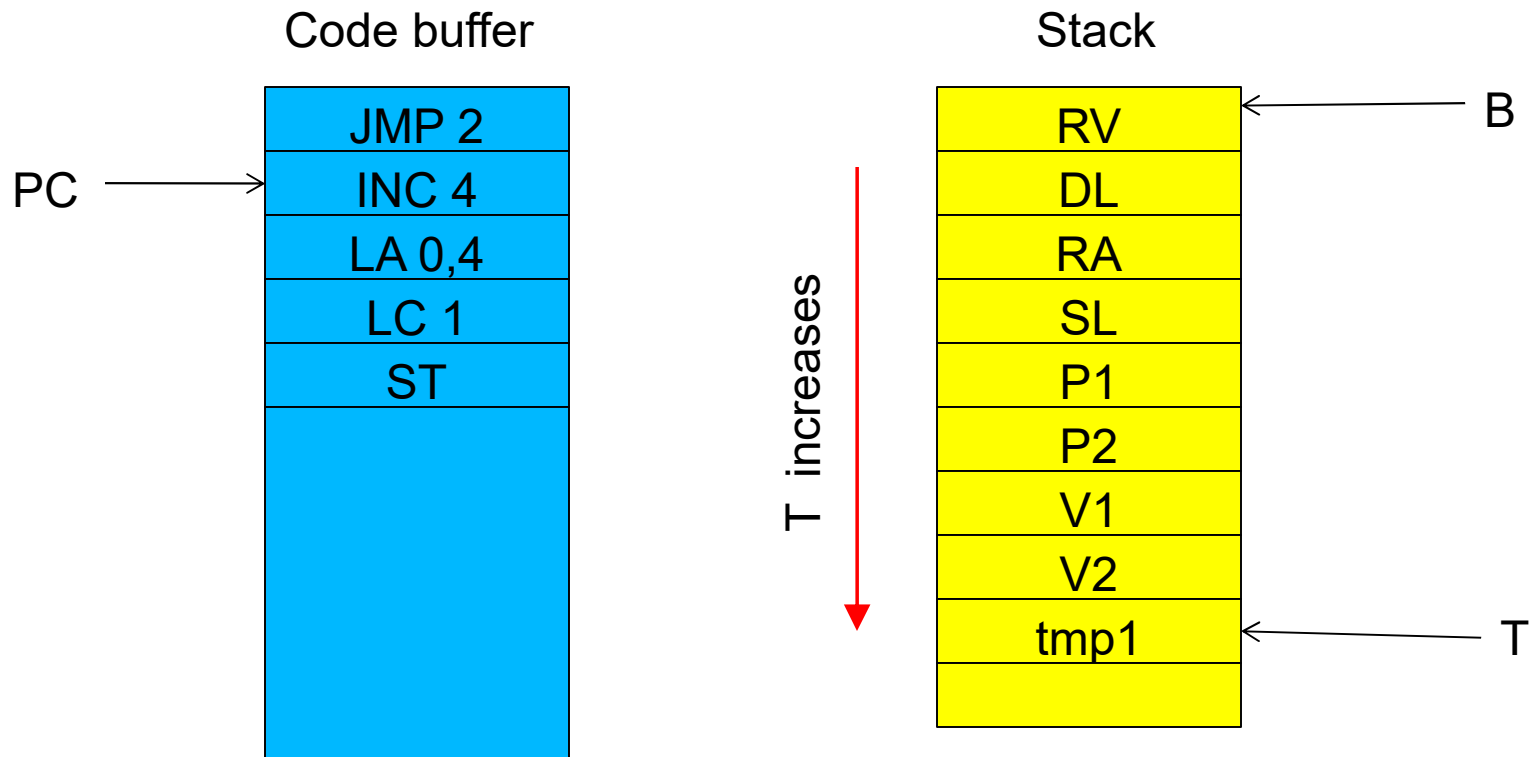 Code buffer
Stack
JMP 2
INC 4
LA 0,4
LC 1
ST
PC
T increases
RV
DL
RA
SL
P1
P2
V1
V2
tmp1
B
T